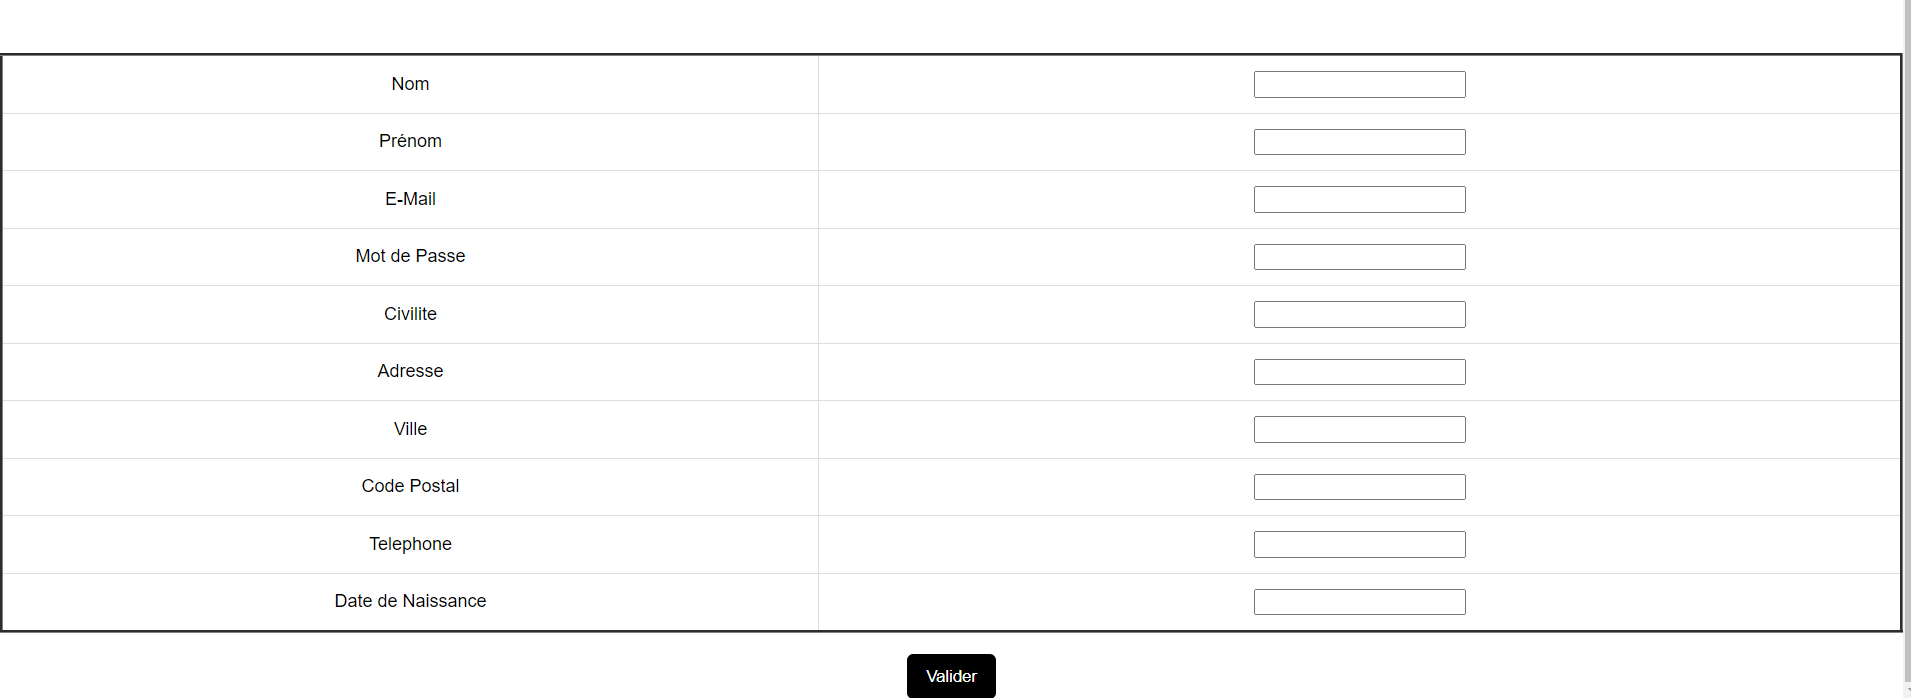 Nom
Prénom
E-Mail
Mot de Passe
Civilite
Adresse
Ville
Code Postal
Telephone
Date de Naissance
Valider